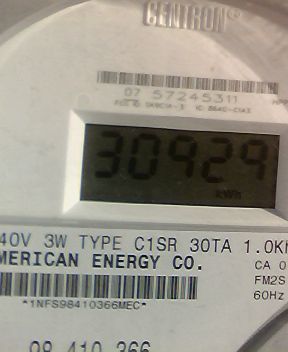 CENTRON®
07 57245311
30929
kWh
40V 3W TYPE C1SR 30TA 1.0Kh
MERICAN ENERGY CO.
CA 0
FM2S
60Hz
*1NFS98410366MEC*
98 410 366